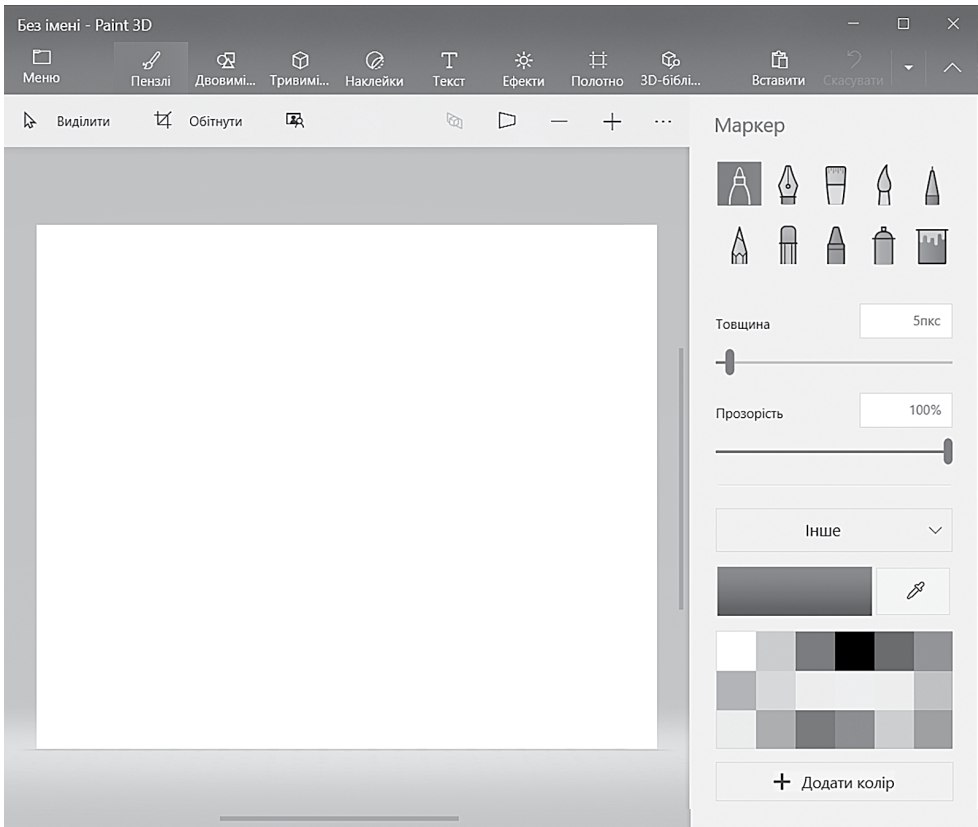 Без імені - Paint 3D
Меню
Пензлі
Двовимі...
Тривимі...
Наклейки
Текст
Ефекти
Полотно
3D-біблі...
Вставити
Скасувати
Виділити
Обітнути
Маркер
Товщина
5пкс
Прозорість
100%
Інше
Додати колір